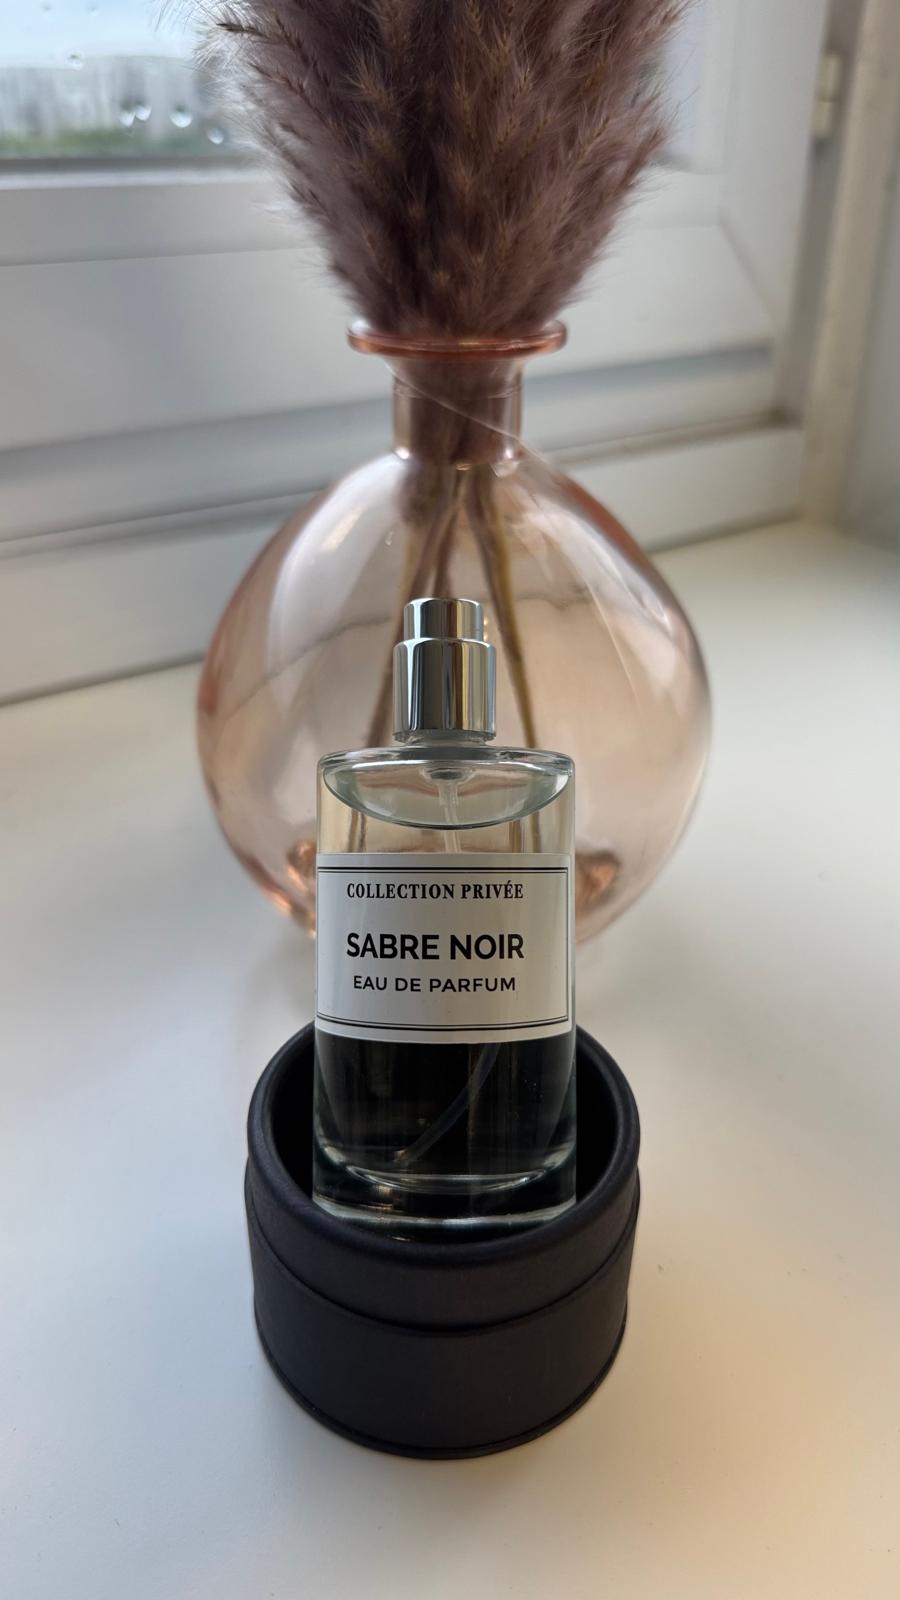 COLLECTION PRIVÉE
SABRE NOIR
EAU DE PARFUM